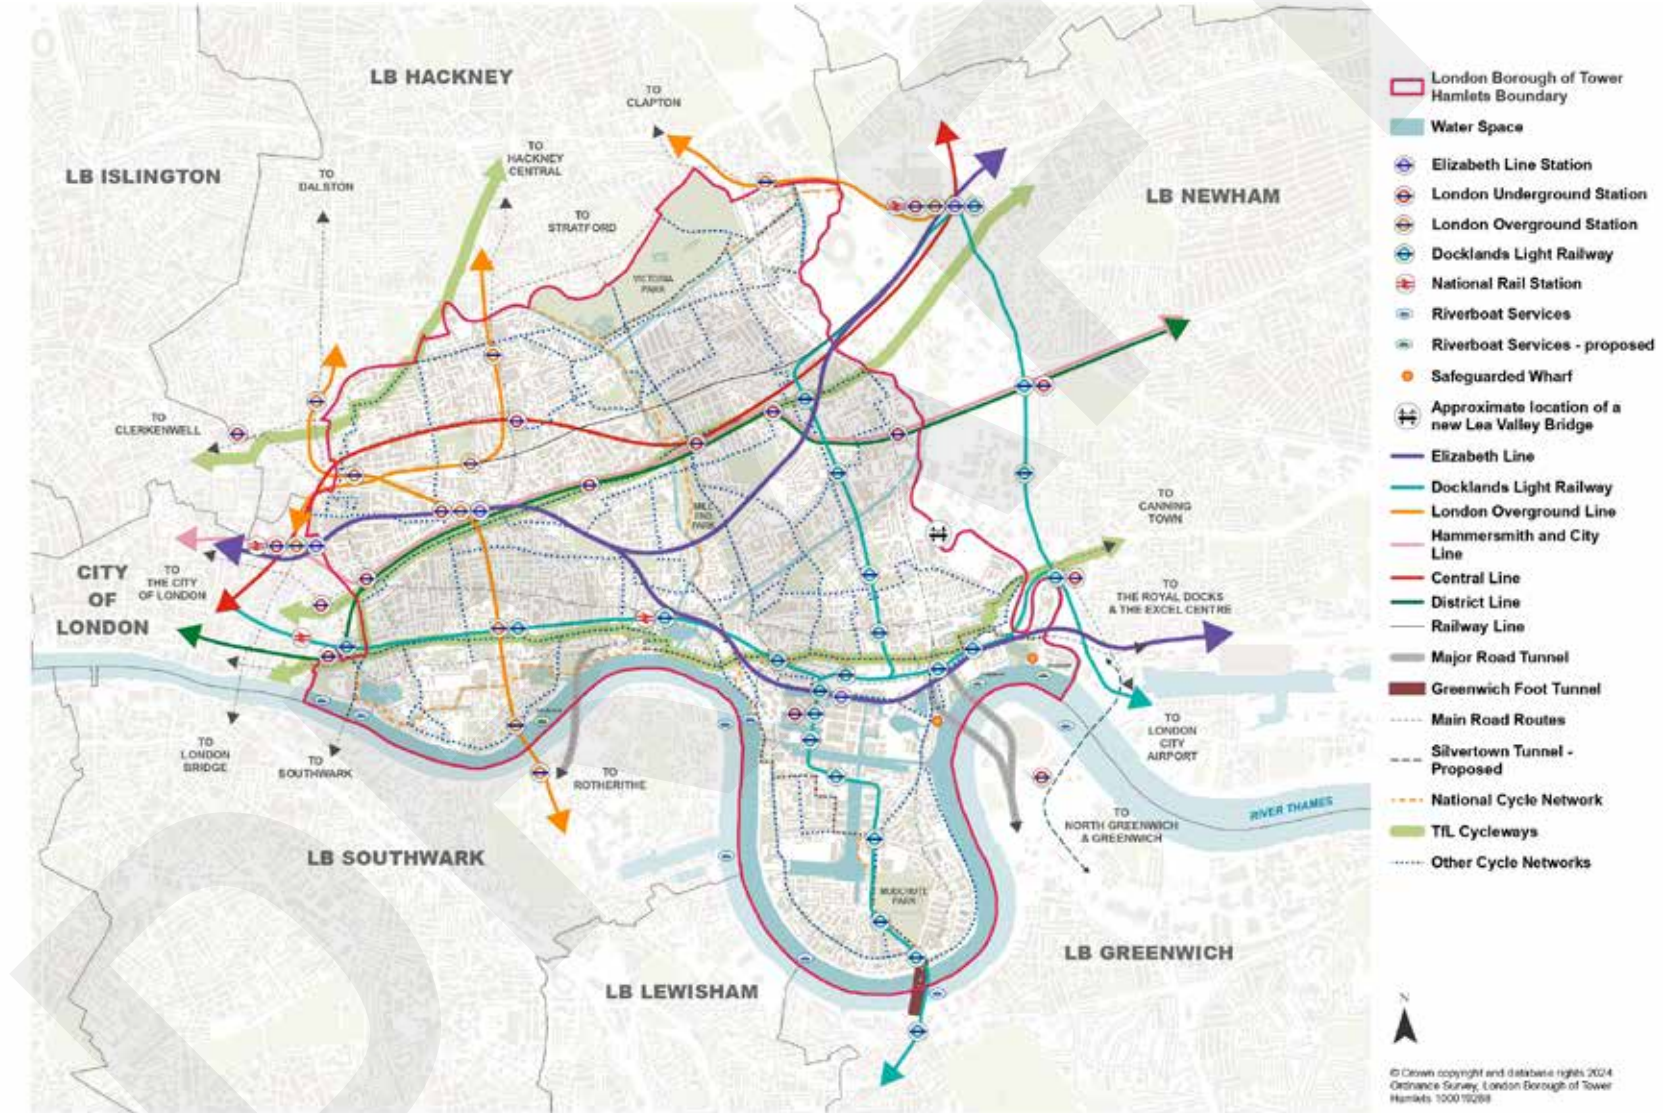 LB HACKNEY
TO
CLAPTON
LB ISLINGTON
TO
DALSTON
TO
HACKNEY
CENTRAL
TO
STRATFORD
LB NEWHAM
VICTORIA
PARK
TO
CLERKENWELL
MILE
END
PARK
TO
CANNING
TOWN
CITY
OF
LONDON
TO
THE CITY
OF LONDON
TO
THE ROYAL DOCKS
& THE EXCEL CENTRE
TO
LONDON
BRIDGE
TO
SOUTHWARK
TO
ROTHERITHE
TO
LONDON
CITY
AIRPORT
TO
NORTH GREENWICH
& GREENWICH
RIVER THAMES
LB SOUTHWARK
MUDCHUTE
PARK
LB GREENWICH
LB LEWISHAM
London Borough of Tower
Hamlets Boundary
Water Space
Elizabeth Line Station
London Underground Station
London Overground Station
Docklands Light Railway
National Rail Station
Riverboat Services
Riverboat Services - proposed
Safeguarded Wharf
Approximate location of a
new Lea Valley Bridge
Elizabeth Line
Docklands Light Railway
London Overground Line
Hammersmith and City
Line
Central Line
District Line
Railway Line
Major Road Tunnel
Greenwich Foot Tunnel
Main Road Routes
Silvertown Tunnel -
Proposed
National Cycle Network
TfL Cycleways
Other Cycle Networks
N
© Crown copyright and database rights 2024
Ordnance Survey, London Borough of Tower
Hamlets 100019288